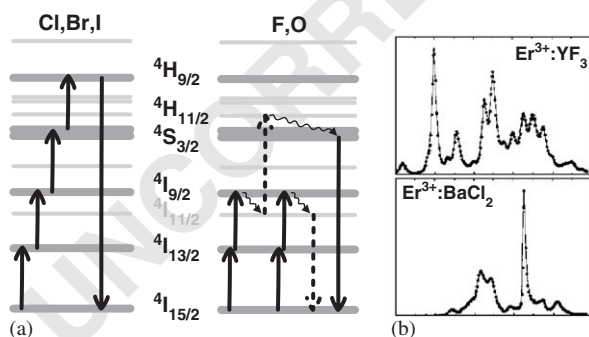 Cl,Br,I
F,O
⁴H₉/₂
⁴H₁₁/₂
⁴S₃/₂
⁴I₉/₂
⁴I₁₁/₂
⁴I₁₃/₂
⁴I₁₅/₂
(a)
Er³⁺:YF₃
Er³⁺:BaCl₂
(b)
UNCORRE